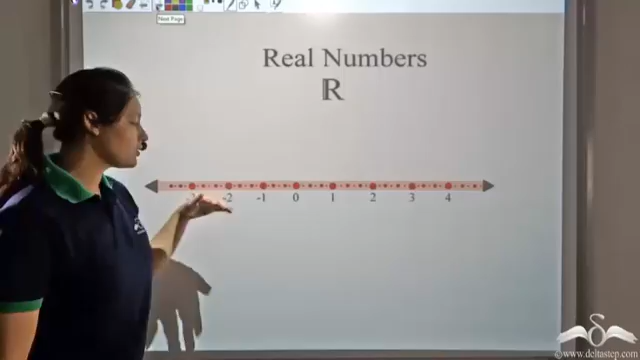 Next Page
Real Numbers
ℝ
-2 -1 0 1 2 3 4
©www.deltastep.com